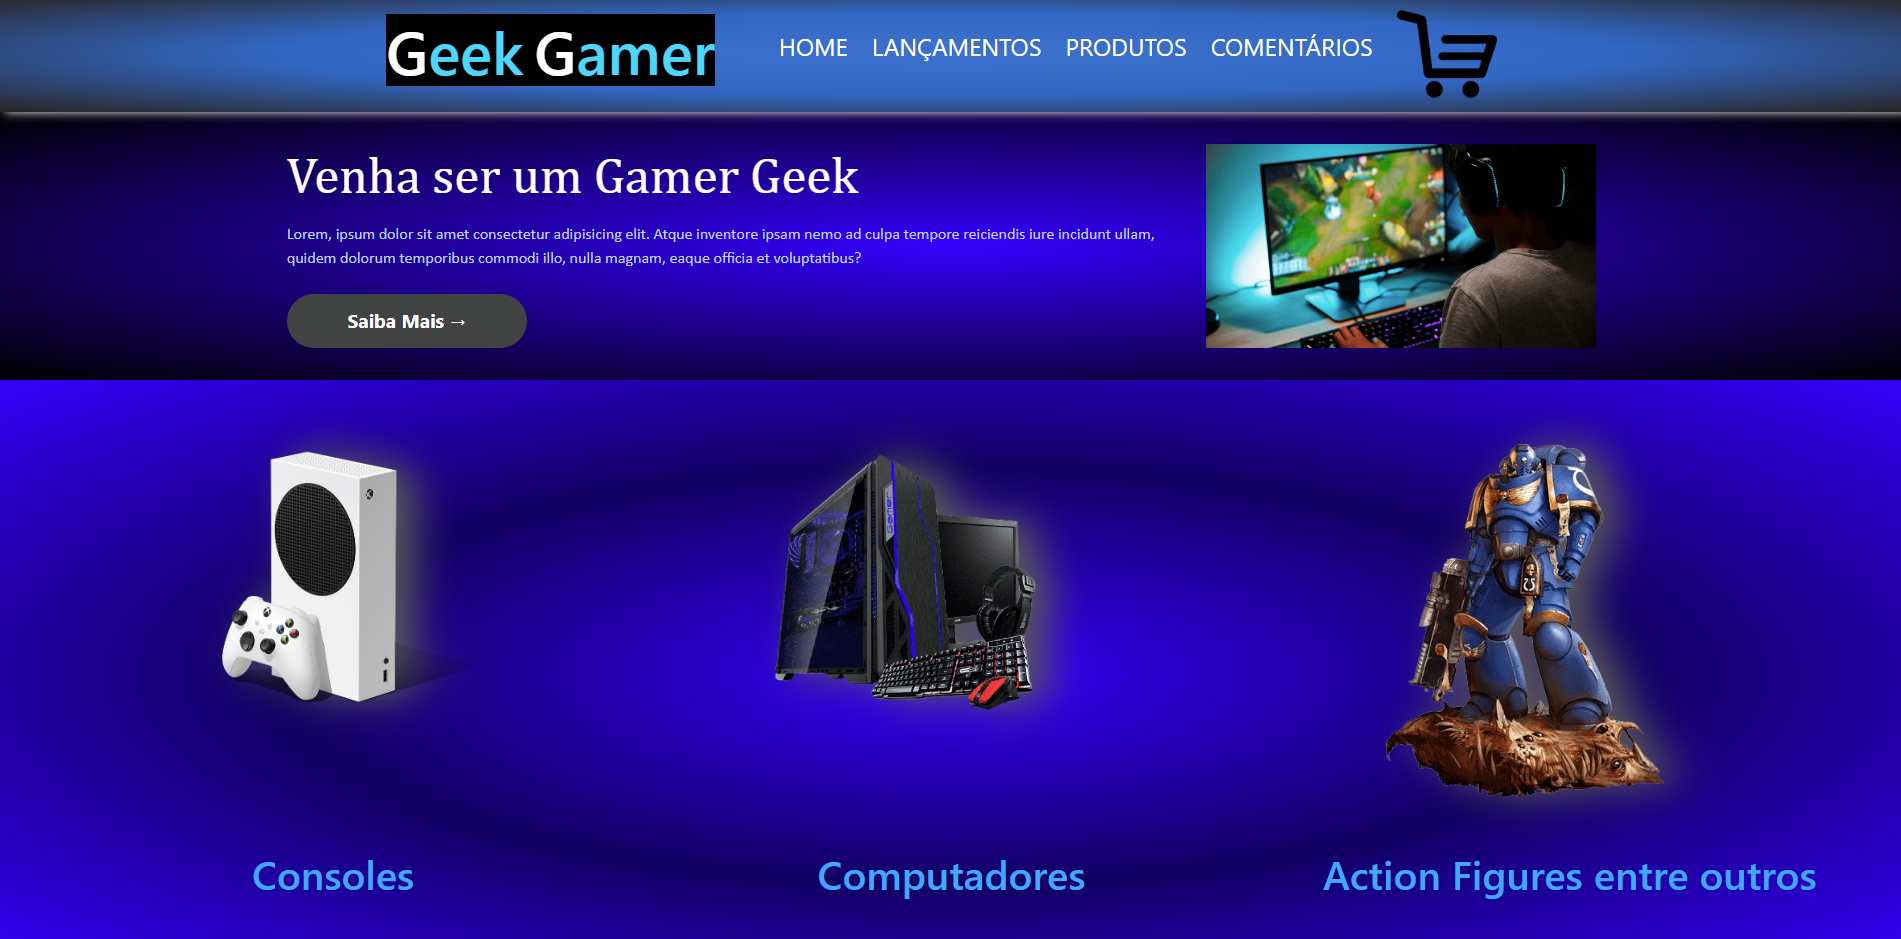 Geek Gamer
HOME LANÇAMENTOS PRODUTOS COMENTÁRIOS
Venha ser um Gamer Geek
Lorem, ipsum dolor sit amet consectetur adipisicing elit. Atque inventore ipsam nemo ad culpa tempore reiciendis iure incidunt ullam,
quidem dolorum temporibus commodi illo, nulla magnam, eaque officia et voluptatibus?
Saiba Mais →
Consoles
Computadores
Action Figures entre outros